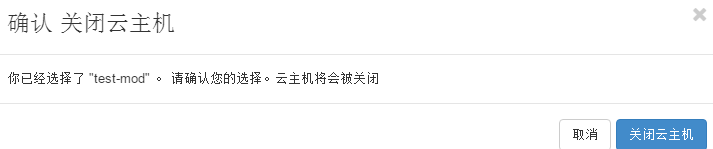 确认 关闭云主机
你已经选择了 "test-mod" 。 请确认您的选择。云主机将会被关闭
取消
关闭云主机